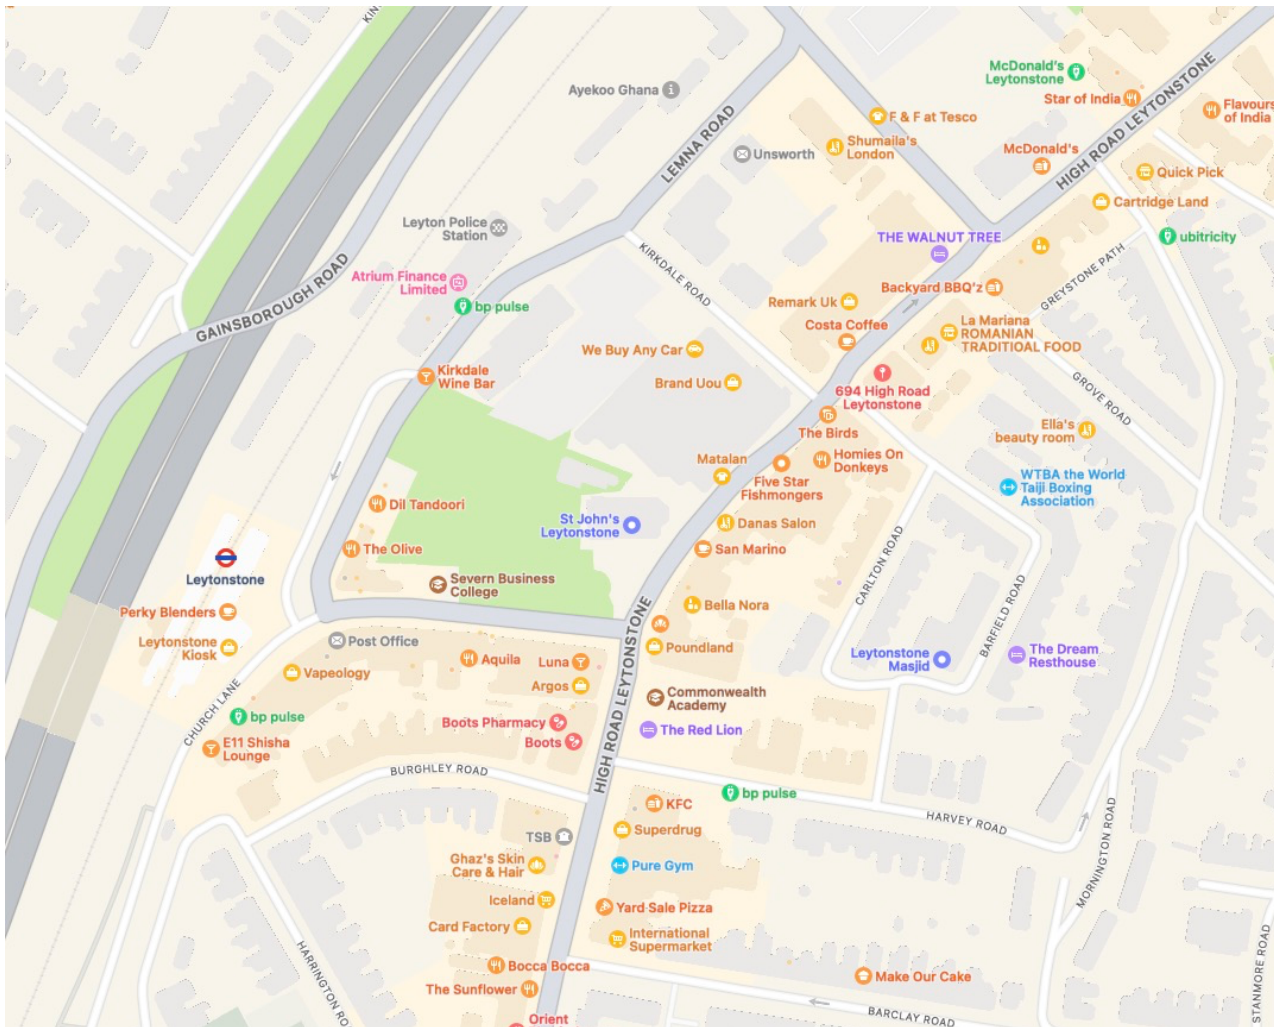 KIN
Ayekoo Ghana
LEMNA ROAD
McDonald's
Leytonstone
Star of India
HIGH ROAD LEYTONSTONE
Flavours
of India
F & F at Tesco
Shumaila's
London
Unsworth
McDonald's
Quick Pick
Cartridge Land
Leyton Police
Station
THE WALNUT TREE
ubitricity
KIRKDALE ROAD
GREYSTONE PATH
GAINSBOROUGH ROAD
Atrium Finance
Limited
bp pulse
Backyard BBQ'z
Remark Uk
Costa Coffee
La Mariana
ROMANIAN
TRADITIOAL FOOD
We Buy Any Car
Brand Uou
Kirkdale
Wine Bar
694 High Road
Leytonstone
GROVE ROAD
The Birds
Ella's
beauty room
Matalan
Homies On
Donkeys
Five Star
Fishmongers
WTBA the World
Taiji Boxing
Association
Dil Tandoori
St John's
Leytonstone
Danas Salon
The Olive
San Marino
Leytonstone
Severn Business
College
CARLTON ROAD
BARFIELD ROAD
Perky Blenders
Bella Nora
Leytonstone
Kiosk
Post Office
HIGH ROAD LEYTONSTONE
Poundland
Leytonstone
Masjid
The Dream
Resthouse
Vapeology
Aquila
Luna
Argos
CHURCH LANE
Commonwealth
Academy
bp pulse
Boots Pharmacy
Boots
The Red Lion
E11 Shisha
Lounge
BURGHLEY ROAD
bp pulse
KFC
HARVEY ROAD
TSB
Superdrug
Ghaz's Skin
Care & Hair
Pure Gym
MORNINGTON ROAD
Iceland
Yard Sale Pizza
Card Factory
International
Supermarket
HARRINGTON RO
Bocca Bocca
Make Our Cake
STANMORE ROAD
The Sunflower
BARCLAY ROAD
Orient